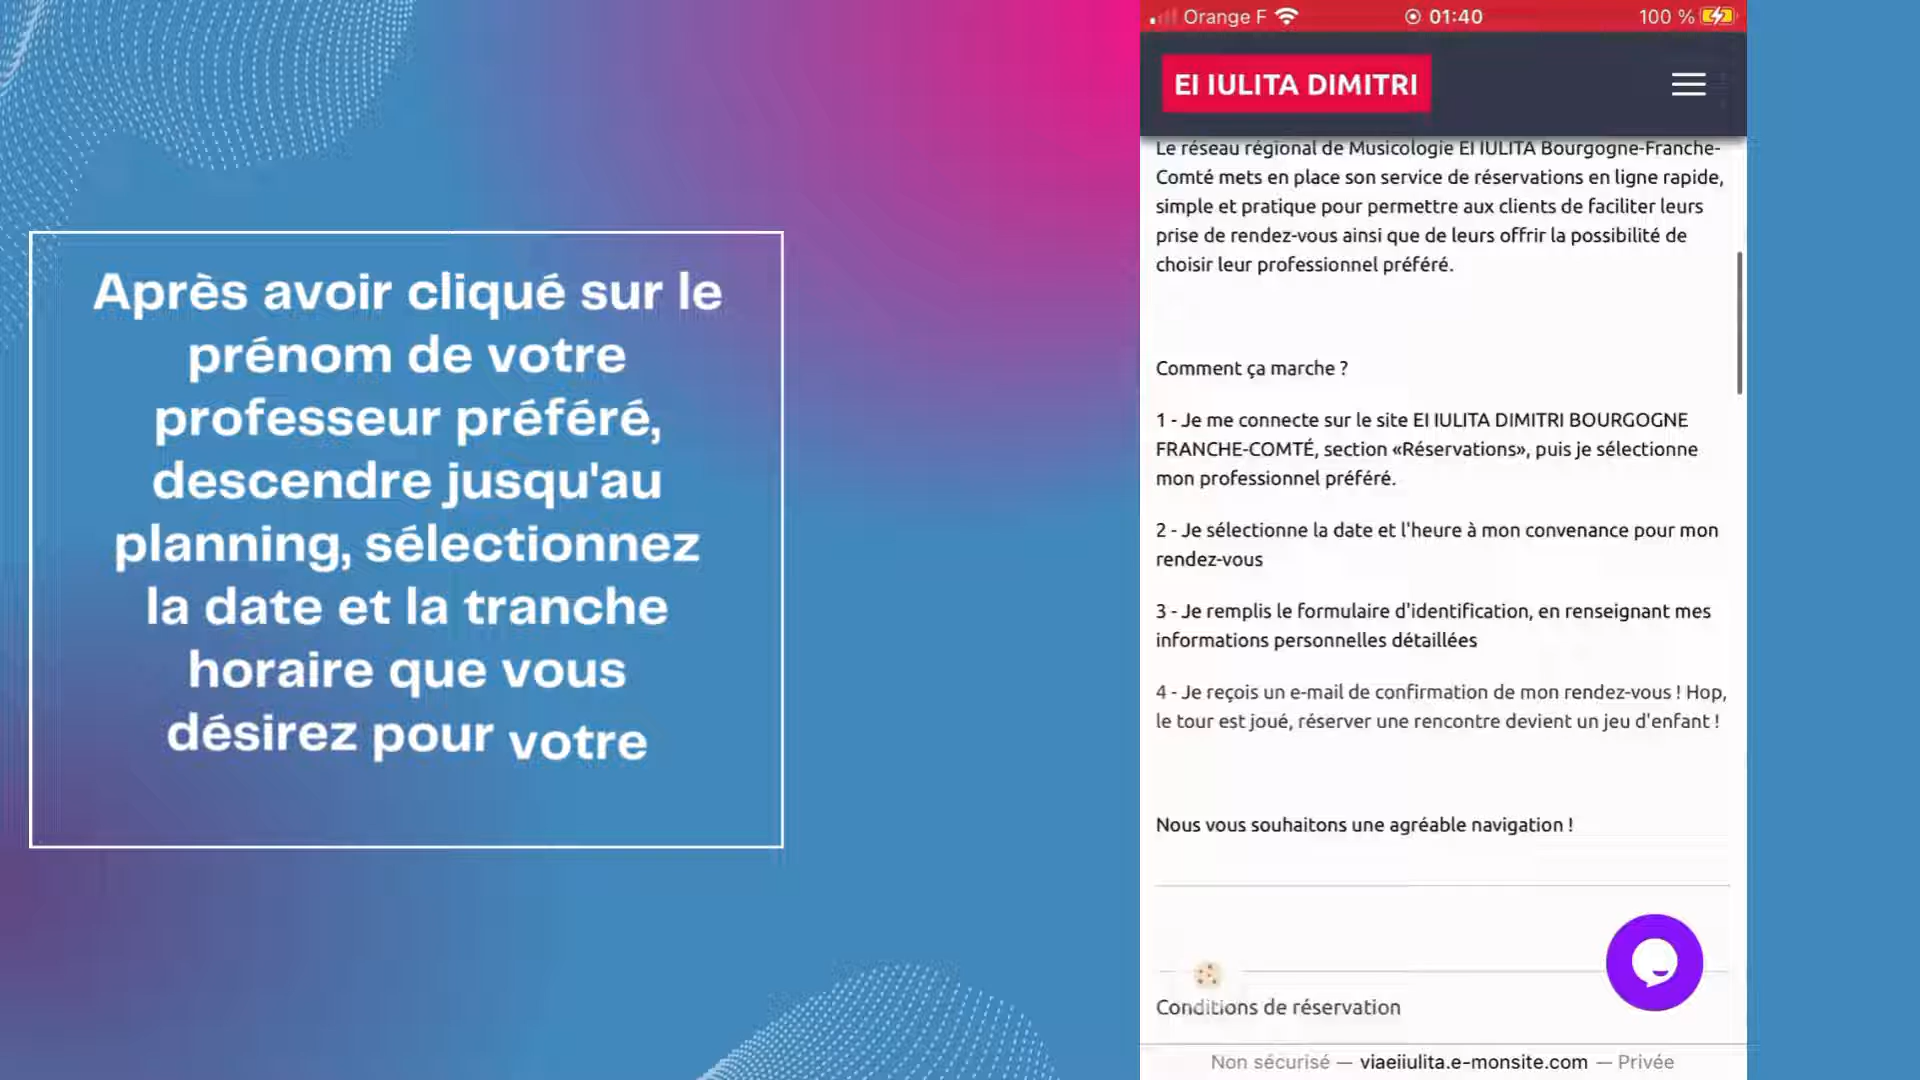 Après avoir cliqué sur le
prénom de votre
professeur préféré,
descendre jusqu'au
planning, sélectionnez
la date et la tranche
horaire que vous
désirez pour votre
Orange F
01:40
100 %
EI IULITA DIMITRI
Le réseau régional de Musicologie EI IULITA Bourgogne-Franche-
Comté mets en place son service de réservations en ligne rapide,
simple et pratique pour permettre aux clients de faciliter leurs
prise de rendez-vous ainsi que de leurs offrir la possibilité de
choisir leur professionnel préféré.
Comment ça marche ?
1 - Je me connecte sur le site EI IULITA DIMITRI BOURGOGNE
FRANCHE-COMTÉ, section «Réservations», puis je sélectionne
mon professionnel préféré.
2 - Je sélectionne la date et l'heure à mon convenance pour mon
rendez-vous
3 - Je remplis le formulaire d'identification, en renseignant mes
informations personnelles détaillées
4 - Je reçois un e-mail de confirmation de mon rendez-vous ! Hop,
le tour est joué, réserver une rencontre devient un jeu d'enfant !
Nous vous souhaitons une agréable navigation !
Conditions de réservation
Non sécurisé — viaeiiulita.e-monsite.com — Privée